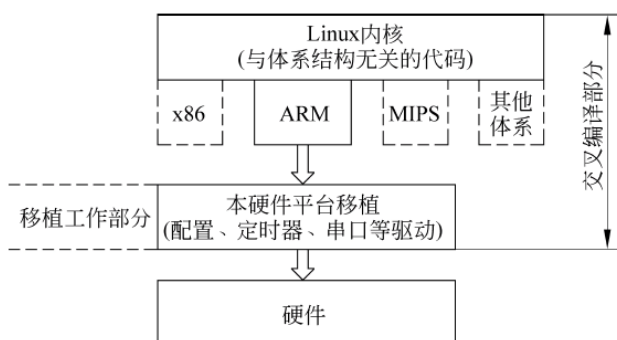 Linux内核
(与体系结构无关的代码)
x86
ARM
MIPS
其他
体系
交叉编译部分
移植工作部分
本硬件平台移植
(配置、定时器、串口等驱动)
硬件